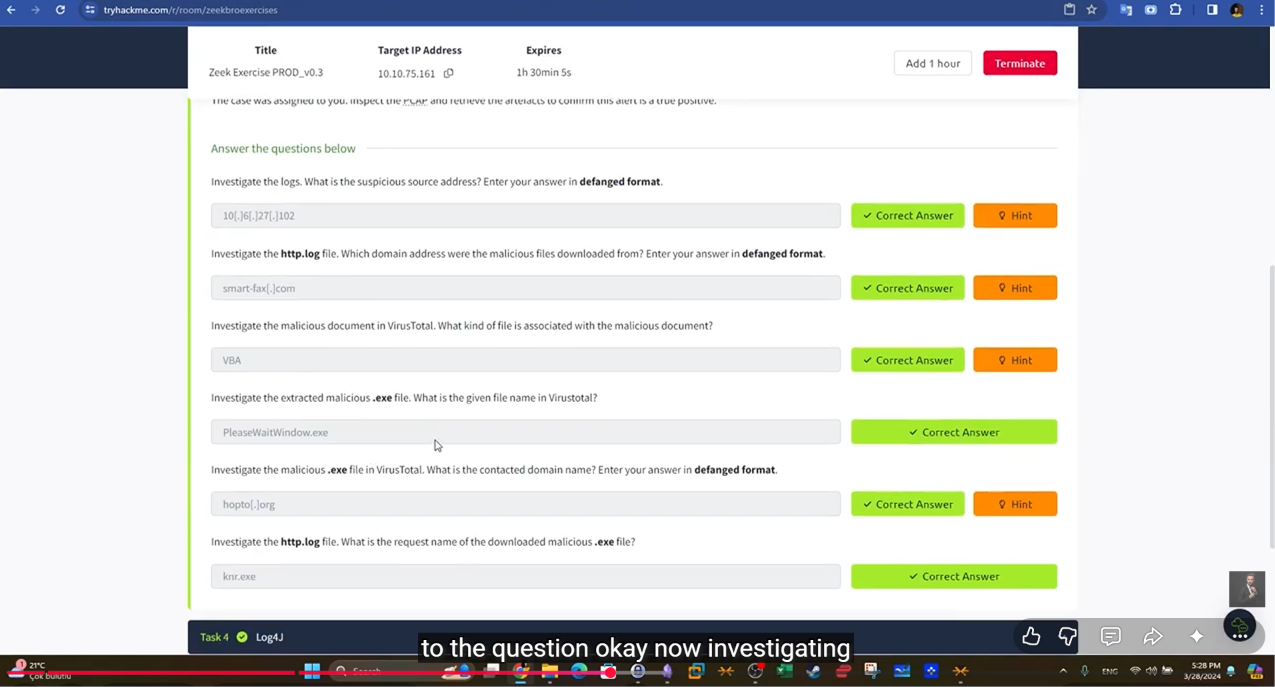 tryhackme.com/r/room/zeekbroexercises
Title Target IP Address Expires
Zeek Exercise PROD_v0.3 10.10.75.161 1h 30min 5s
Add 1 hour Terminate
The case was assigned to you. Inspect the PCAP and retrieve the artefacts to confirm this alert is a true positive.
Answer the questions below
Investigate the logs. What is the suspicious source address? Enter your answer in defanged format.
10[.]6[.]27[.]102 Correct Answer Hint
Investigate the http.log file. Which domain address were the malicious files downloaded from? Enter your answer in defanged format.
smart-fax[.]com Correct Answer Hint
Investigate the malicious document in VirusTotal. What kind of file is associated with the malicious document?
VBA Correct Answer Hint
Investigate the extracted malicious .exe file. What is the given file name in Virustotal?
PleaseWaitWindow.exe Correct Answer
Investigate the malicious .exe file in VirusTotal. What is the contacted domain name? Enter your answer in defanged format.
hopto[.]org Correct Answer Hint
Investigate the http.log file. What is the request name of the downloaded malicious .exe file?
knr.exe Correct Answer
Task 4 Log4J
to the question okay now investigating
1 21°C
Çok bulutlu
Search
ENG
5:28 PM
3/28/2024